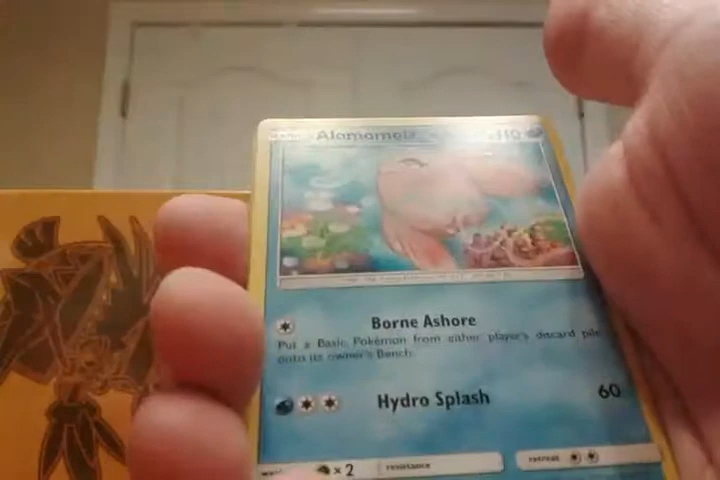 Alomomola 110
Borne Ashore
Put a Basic Pokémon from either player's discard pile
onto its owner's Bench.
Hydro Splash 60
×2 resistance retreat